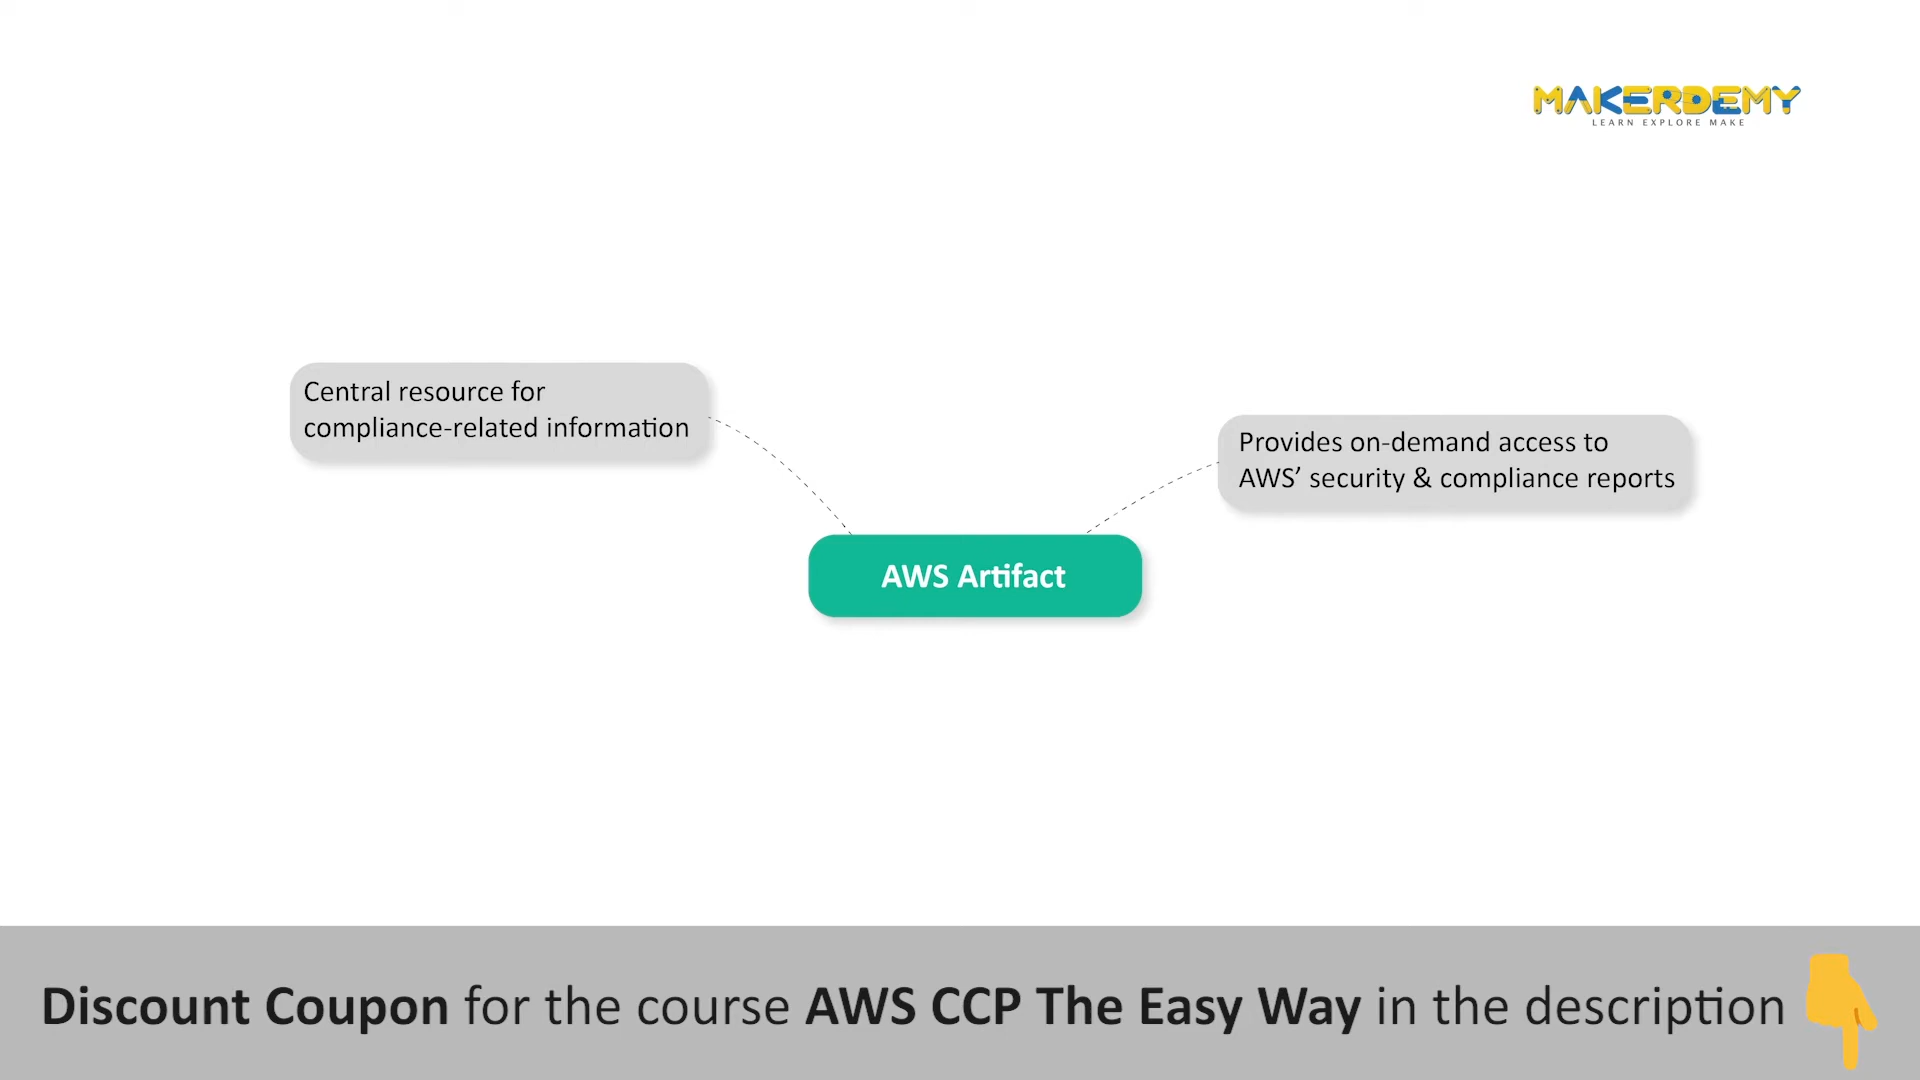 MAKERDEMY
LEARN EXPLORE MAKE
Central resource for
compliance-related information
Provides on-demand access to
AWS’ security & compliance reports
AWS Artifact
Discount Coupon for the course AWS CCP The Easy Way in the description